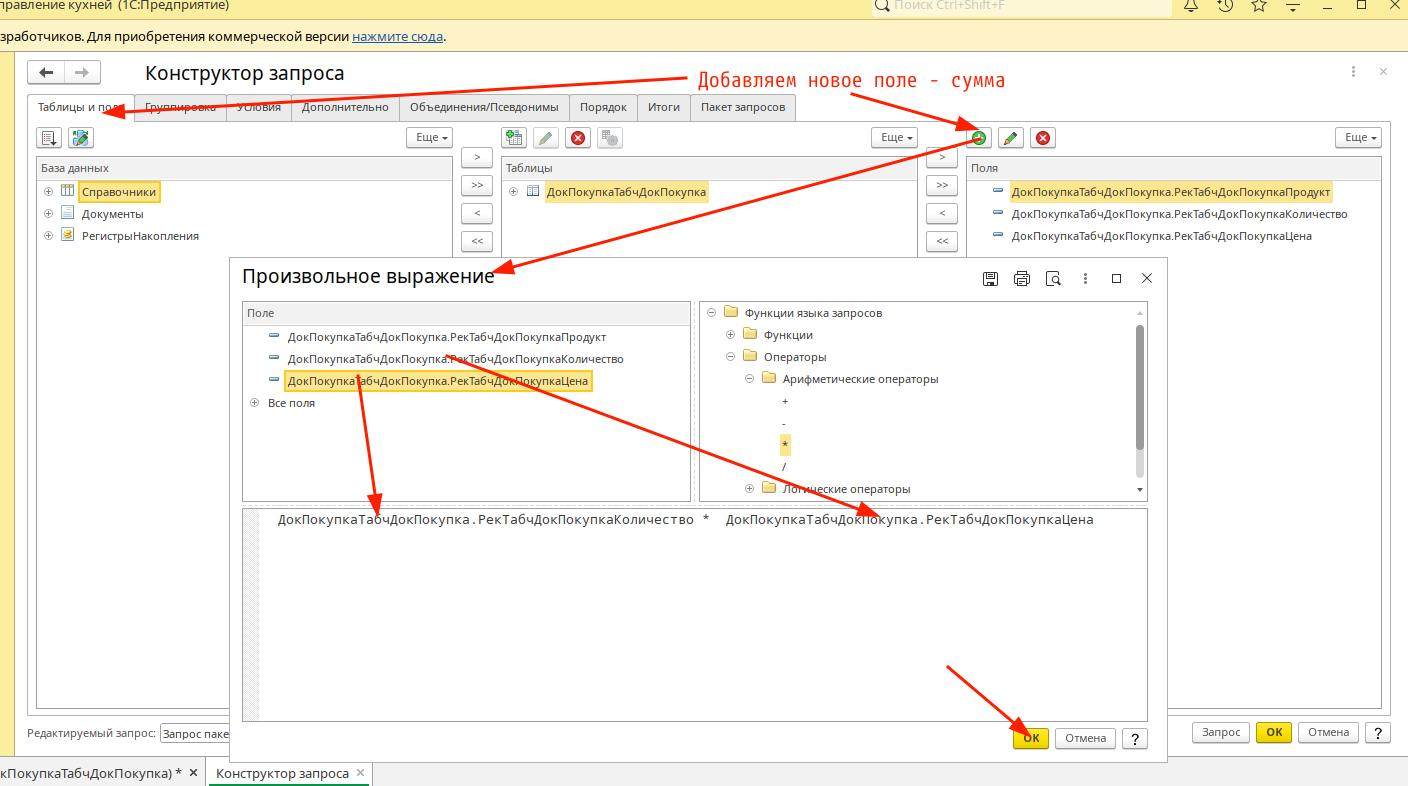 правление кухней (1С:Предприятие)
Поиск Ctrl+Shift+F
зработчиков. Для приобретения коммерческой версии нажмите сюда.
Конструктор запроса
Добавляем новое поле - сумма
Таблицы и поля Группировка Условия Дополнительно Объединения/Псевдонимы Порядок Итоги Пакет запросов
Еще Еще Еще
> >
База данных Таблицы Поля
Справочники ДокПокупкаТабчДокПокупка ДокПокупкаТабчДокПокупка.РекТабчДокПокупкаПродукт
>> >>
Документы ДокПокупкаТабчДокПокупка.РекТабчДокПокупкаКоличество
< <
РегистрыНакопления ДокПокупкаТабчДокПокупка.РекТабчДокПокупкаЦена
<< <<
Произвольное выражение
Поле
ДокПокупкаТабчДокПокупка.РекТабчДокПокупкаПродукт
ДокПокупкаТабчДокПокупка.РекТабчДокПокупкаКоличество
ДокПокупкаТабчДокПокупка.РекТабчДокПокупкаЦена
Все поля
Функции языка запросов
Функции
Операторы
Арифметические операторы
+
-
*
/
Логические операторы
ДокПокупкаТабчДокПокупка.РекТабчДокПокупкаКоличество * ДокПокупкаТабчДокПокупка.РекТабчДокПокупкаЦена
ОК Отмена ?
Редактируемый запрос: Запрос паке
Запрос ОК Отмена ?
кПокупкаТабчДокПокупка) * × Конструктор запроса ×